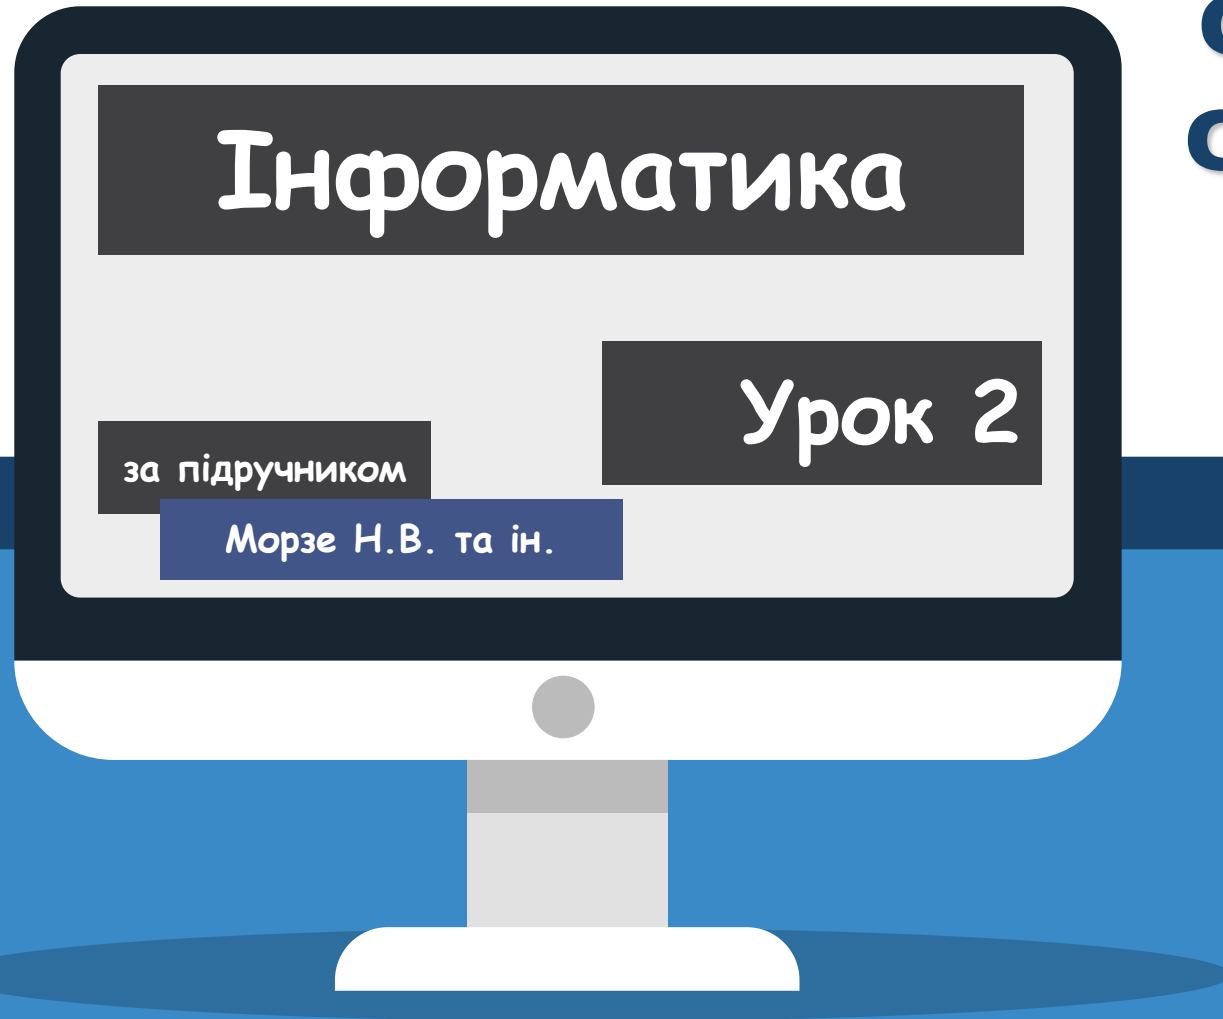 Інформатика
Урок 2
за підручником
Морзе Н.В. та ін.